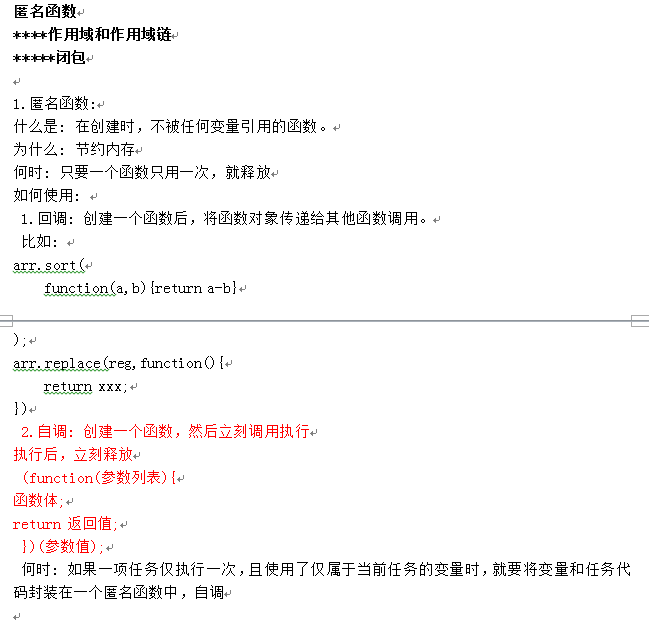 匿名函数
****作用域和作用域链
*****闭包
1.匿名函数:
什么是: 在创建时，不被任何变量引用的函数。
为什么: 节约内存
何时: 只要一个函数只用一次，就释放
如何使用:
1.回调: 创建一个函数后，将函数对象传递给其他函数调用。
比如:
arr.sort(
function(a,b){return a-b}
);
arr.replace(reg,function(){
return xxx;
})
2.自调: 创建一个函数，然后立刻调用执行
执行后，立刻释放
(function(参数列表){
函数体;
return 返回值;
})(参数值);
何时: 如果一项任务仅执行一次，且使用了仅属于当前任务的变量时，就要将变量和任务代
码封装在一个匿名函数中，自调